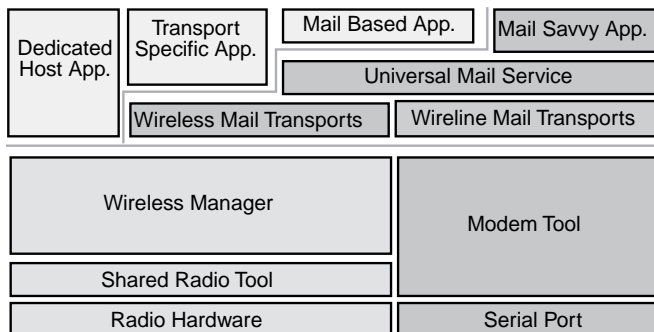 Dedicated
Host App.
Transport
Specific App.
Mail Based App.
Mail Savvy App.
Universal Mail Service
Wireless Mail Transports
Wireline Mail Transports
Wireless Manager
Modem Tool
Shared Radio Tool
Radio Hardware
Serial Port